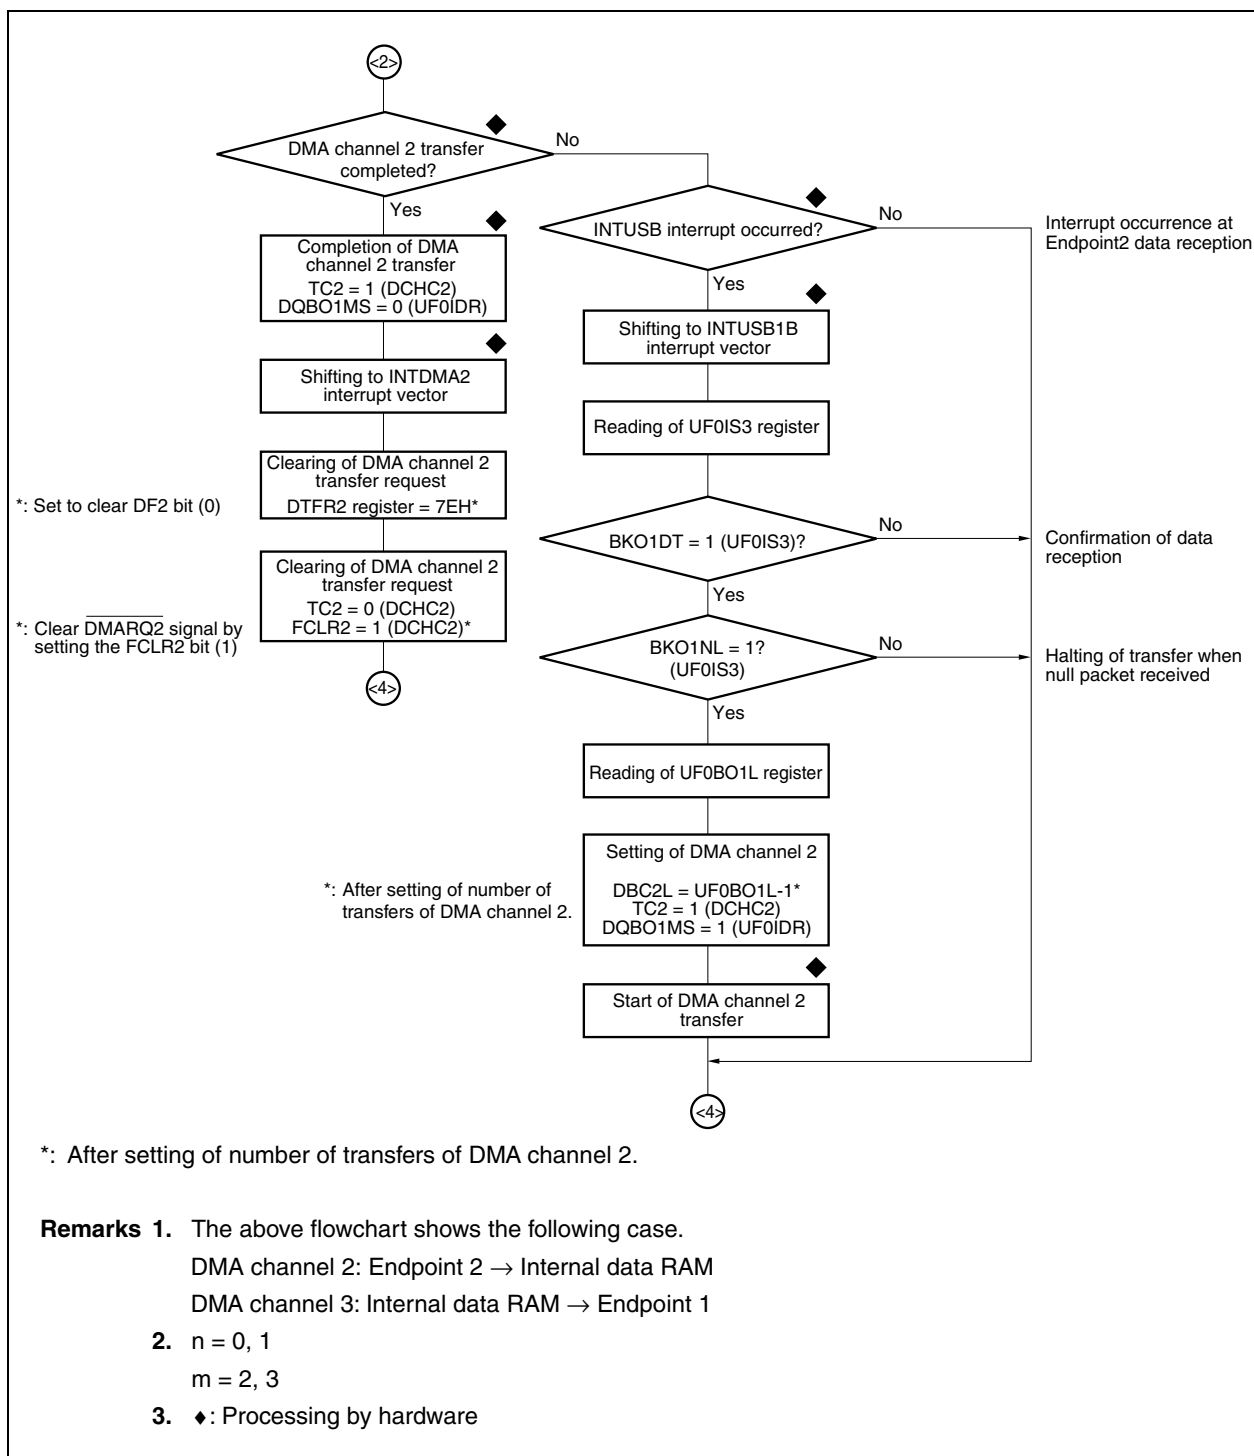 <2>
DMA channel 2 transfer
completed?
No
Yes
Completion of DMA
channel 2 transfer
TC2 = 1 (DCHC2)
DQBO1MS = 0 (UF0IDR)
Shifting to INTDMA2
interrupt vector
Clearing of DMA channel 2
transfer request
DTFR2 register = 7EH*
*: Set to clear DF2 bit (0)
Clearing of DMA channel 2
transfer request
TC2 = 0 (DCHC2)
FCLR2 = 1 (DCHC2)*
*: Clear DMARQ2 signal by
setting the FCLR2 bit (1)
<4>
INTUSB interrupt occurred?
No
Interrupt occurrence at
Endpoint2 data reception
Yes
Shifting to INTUSB1B
interrupt vector
Reading of UF0IS3 register
BKO1DT = 1 (UF0IS3)?
No
Confirmation of data
reception
Yes
BKO1NL = 1?
(UF0IS3)
No
Halting of transfer when
null packet received
Yes
Reading of UF0BO1L register
Setting of DMA channel 2
DBC2L = UF0BO1L-1*
TC2 = 1 (DCHC2)
DQBO1MS = 1 (UF0IDR)
*: After setting of number of
transfers of DMA channel 2.
Start of DMA channel 2
transfer
<4>
*: After setting of number of transfers of DMA channel 2.
Remarks 1. The above flowchart shows the following case.
DMA channel 2: Endpoint 2 → Internal data RAM
DMA channel 3: Internal data RAM → Endpoint 1
2. n = 0, 1
m = 2, 3
3. ♦: Processing by hardware